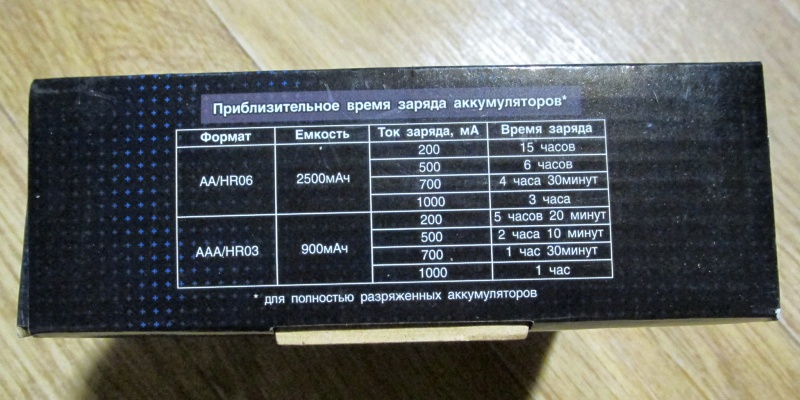 Приблизительное время заряда аккумуляторов*
Формат Емкость Ток заряда, мА Время заряда
AA/HR06 2500мАч 200 15 часов
500 6 часов
700 4 часа 30минут
1000 3 часа
AAA/HR03 900мАч 200 5 часов 20 минут
500 2 часа 10 минут
700 1 час 30минут
1000 1 час
* для полностью разряженных аккумуляторов